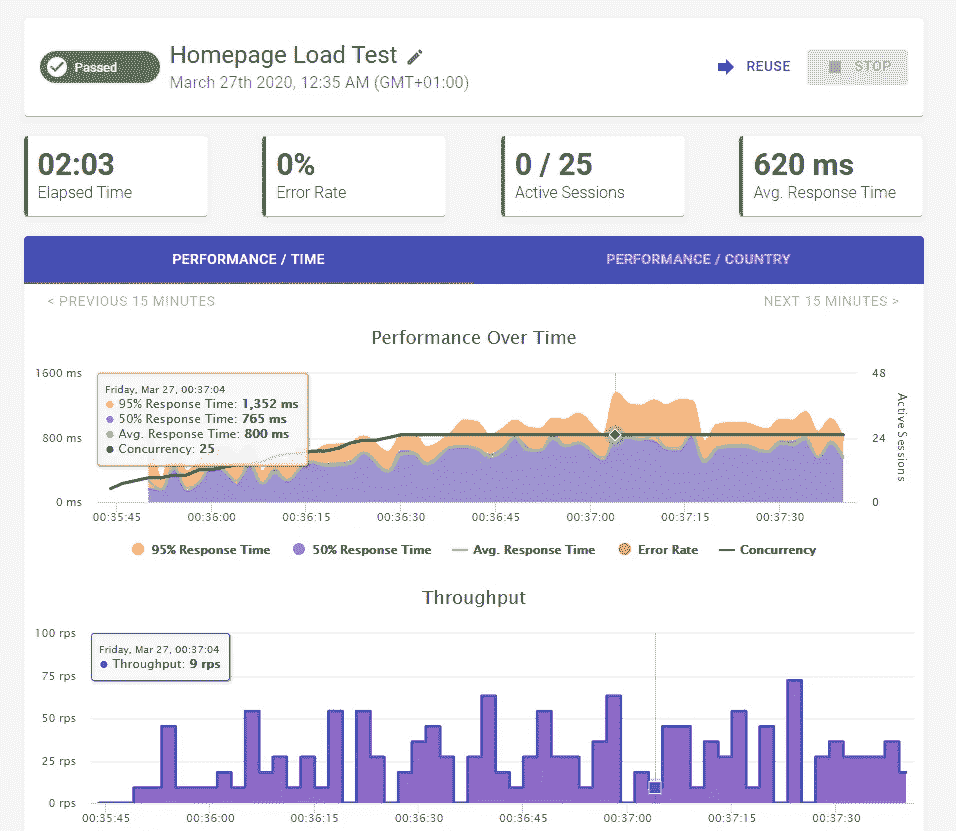 Passed
Homepage Load Test
March 27th 2020, 12:35 AM (GMT+01:00)
REUSE
STOP
02:03
Elapsed Time
0%
Error Rate
0 / 25
Active Sessions
620 ms
Avg. Response Time
PERFORMANCE / TIME
PERFORMANCE / COUNTRY
< PREVIOUS 15 MINUTES
NEXT 15 MINUTES >
Performance Over Time
1600 ms
800 ms
0 ms
Friday, Mar 27, 00:37:04
95% Response Time: 1,352 ms
50% Response Time: 765 ms
Avg. Response Time: 800 ms
Concurrency: 25
48
24
0
Active Sessions
00:35:45 00:36:00 00:36:15 00:36:30 00:36:45 00:37:00 00:37:15 00:37:30
95% Response Time 50% Response Time Avg. Response Time Error Rate Concurrency
Throughput
100 rps
75 rps
50 rps
25 rps
0 rps
Friday, Mar 27, 00:37:04
Throughput: 9 rps
00:35:45 00:36:00 00:36:15 00:36:30 00:36:45 00:37:00 00:37:15 00:37:30